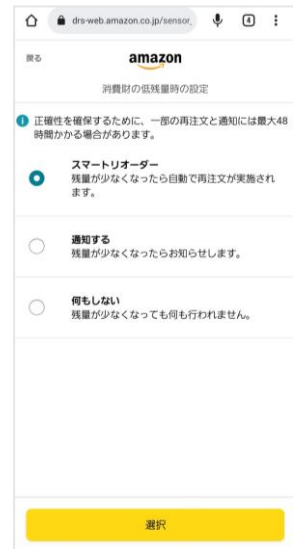 drs-web.amazon.co.jp/sensor_
4
戻る
amazon
消費財の低残量時の設定
正確性を確保するために、一部の再注文と通知には最大48
時間かかる場合があります。
スマートリオーダー
残量が少なくなったら自動で再注文が実施され
ます。
通知する
残量が少なくなったらお知らせします。
何もしない
残量が少なくなっても何も行われません。
選択